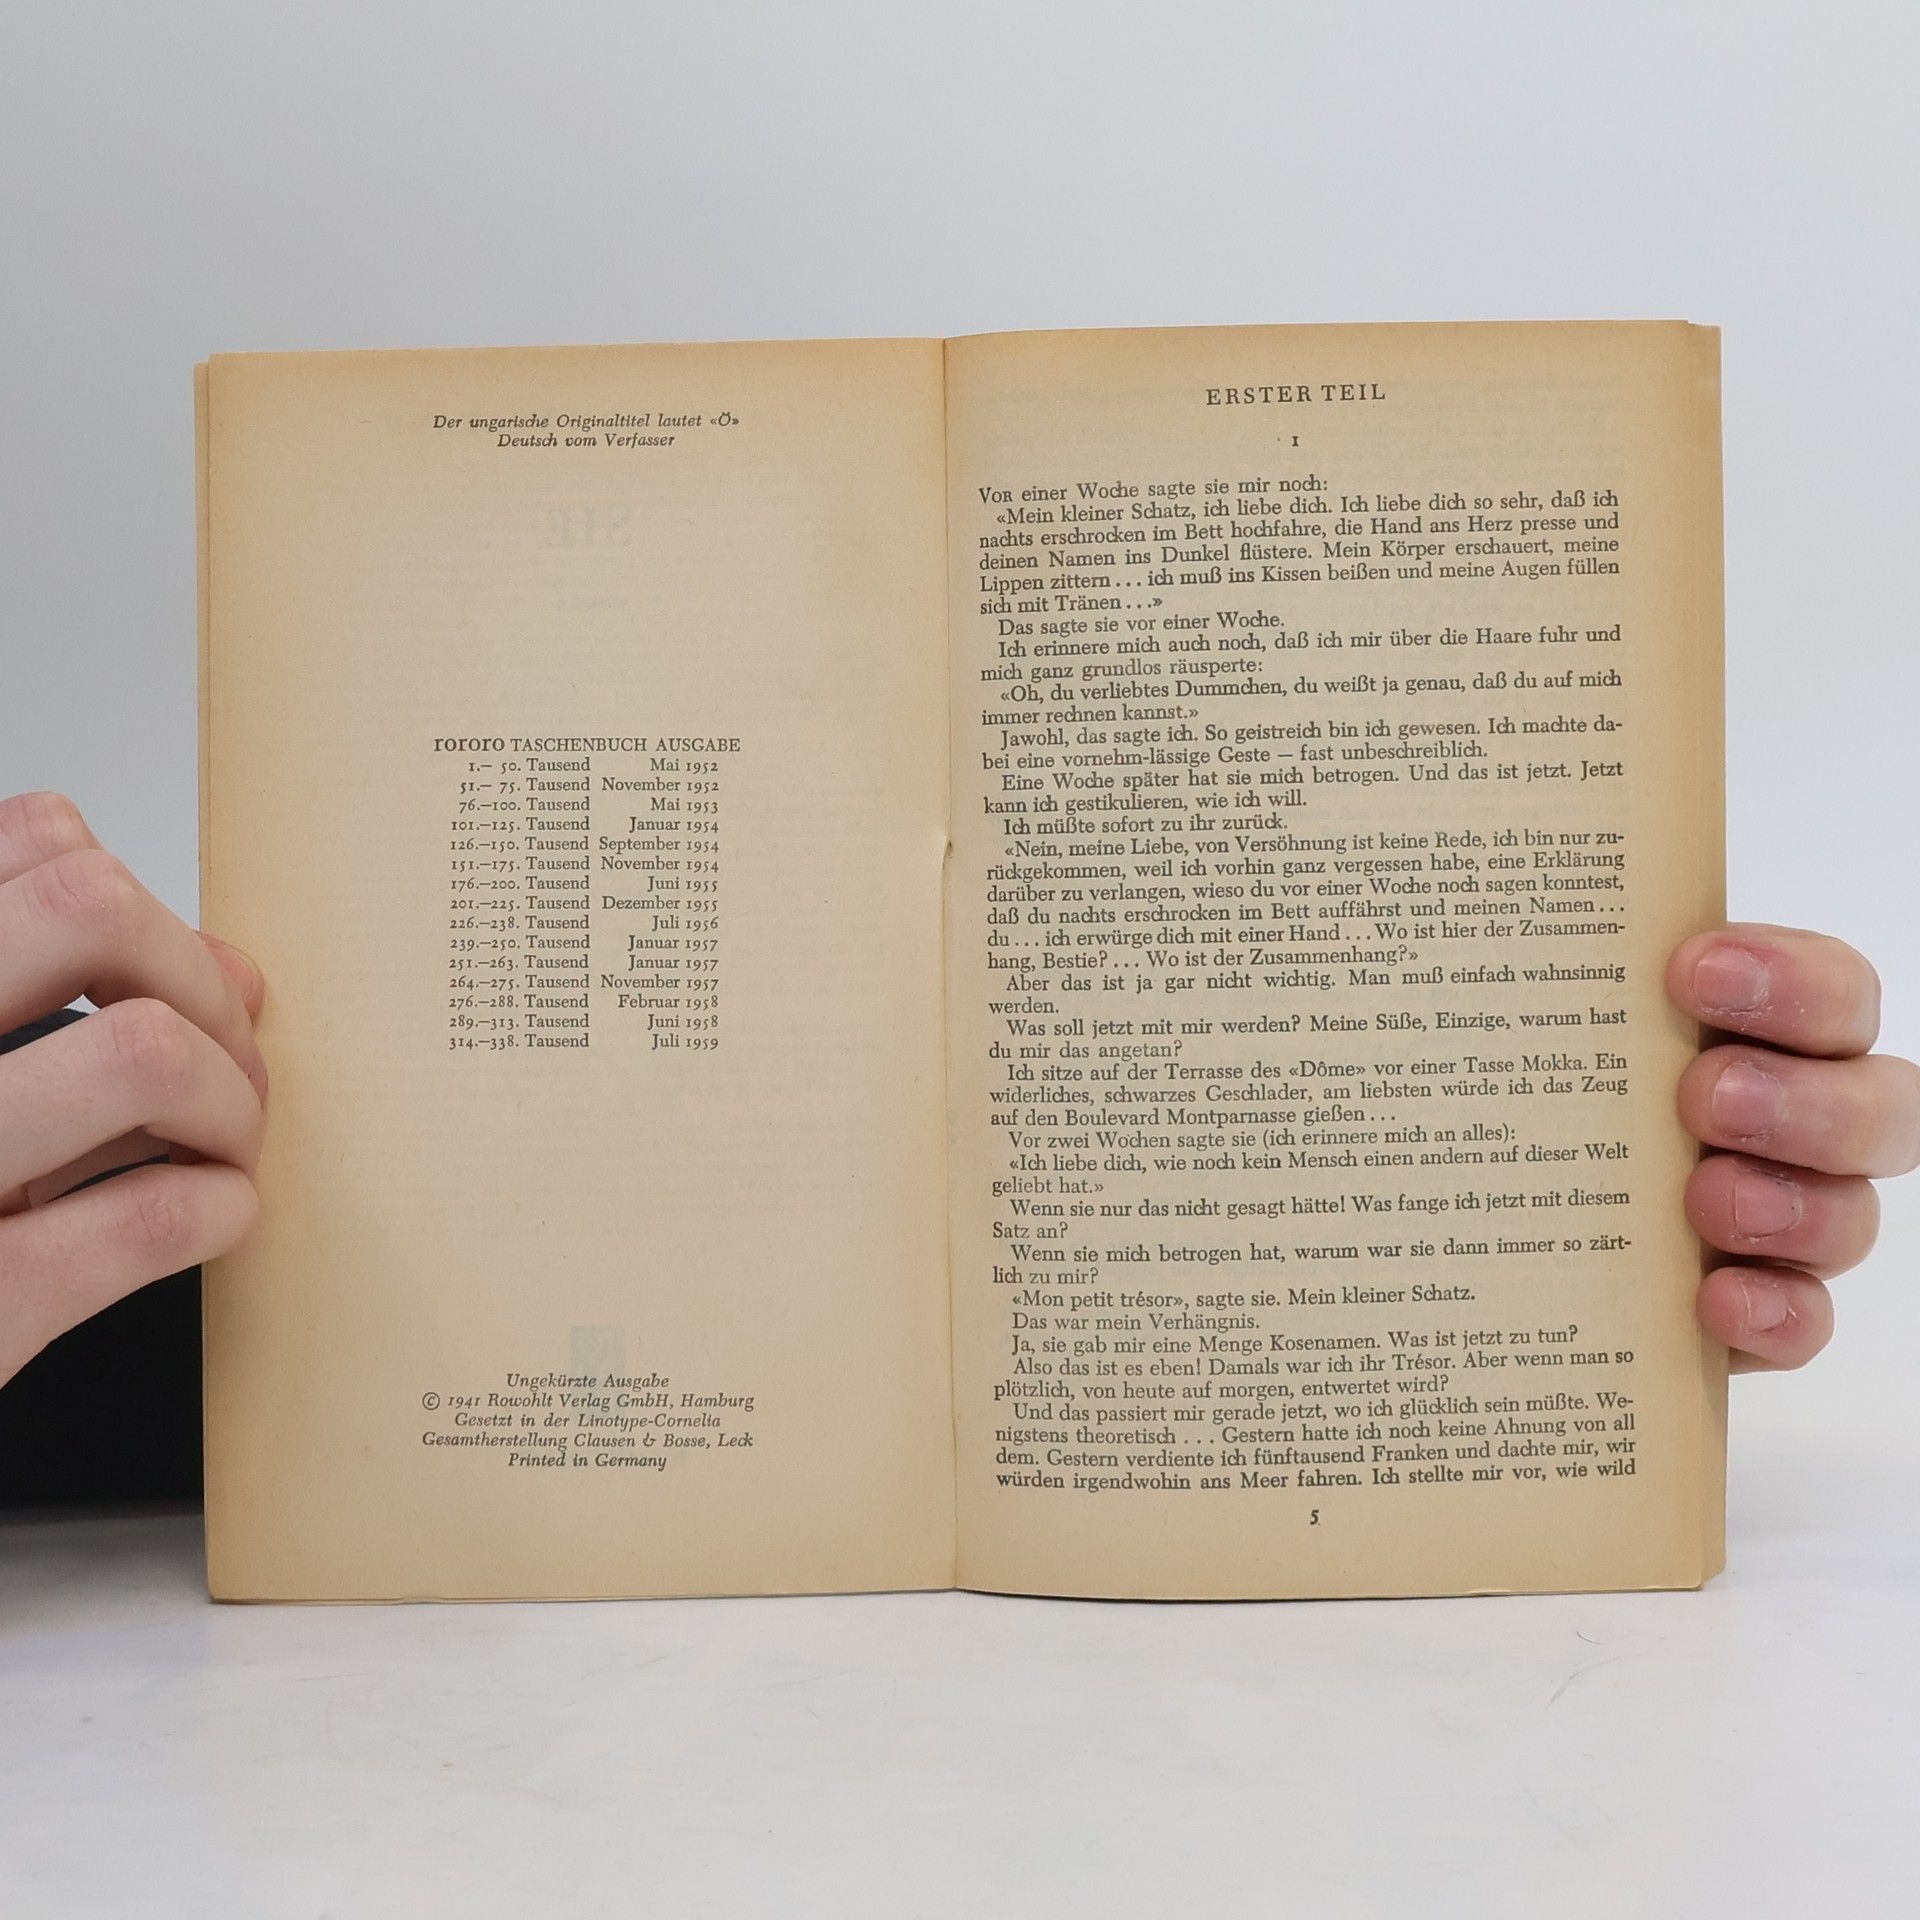 Der ungarische Originaltitel lautet «Ö»
Deutsch vom Verfasser
rororo TASCHENBUCH AUSGABE
1.— 50. Tausend Mai 1952
51.— 75. Tausend November 1952
76.—100. Tausend Mai 1953
101.—125. Tausend Januar 1954
126.—150. Tausend September 1954
151.—175. Tausend November 1954
176.—200. Tausend Juni 1955
201.—225. Tausend Dezember 1955
226.—238. Tausend Juli 1956
239.—250. Tausend Januar 1957
251.—263. Tausend Januar 1957
264.—275. Tausend November 1957
276.—288. Tausend Februar 1958
289.—313. Tausend Juni 1958
314.—338. Tausend Juli 1959
Ungekürzte Ausgabe
© 1941 Rowohlt Verlag GmbH, Hamburg
Gesetzt in der Linotype-Cornelia
Gesamtherstellung Clausen & Bosse, Leck
Printed in Germany
ERSTER TEIL
1
VOR einer Woche sagte sie mir noch:
«Mein kleiner Schatz, ich liebe dich. Ich liebe dich so sehr, daß ich
nachts erschrocken im Bett hochfahre, die Hand ans Herz presse und
deinen Namen ins Dunkel flüstere. Mein Körper erschauert, meine
Lippen zittern . . . ich muß ins Kissen beißen und meine Augen füllen
sich mit Tränen . . .»
Das sagte sie vor einer Woche.
Ich erinnere mich auch noch, daß ich mir über die Haare fuhr und
mich ganz grundlos räusperte:
«Oh, du verliebtes Dummchen, du weißt ja genau, daß du auf mich
immer rechnen kannst.»
Jawohl, das sagte ich. So geistreich bin ich gewesen. Ich machte da-
bei eine vornehm-lässige Geste — fast unbeschreiblich.
Eine Woche später hat sie mich betrogen. Und das ist jetzt. Jetzt
kann ich gestikulieren, wie ich will.
Ich müßte sofort zu ihr zurück.
«Nein, meine Liebe, von Versöhnung ist keine Rede, ich bin nur zu-
rückgekommen, weil ich vorhin ganz vergessen habe, eine Erklärung
darüber zu verlangen, wieso du vor einer Woche noch sagen konntest,
daß du nachts erschrocken im Bett auffährst und meinen Namen . . .
du . . . ich erwürge dich mit einer Hand . . . Wo ist hier der Zusammen-
hang, Bestie? . . . Wo ist der Zusammenhang?»
Aber das ist ja gar nicht wichtig. Man muß einfach wahnsinnig
werden.
Was soll jetzt mit mir werden? Meine Süße, Einzige, warum hast
du mir das angetan?
Ich sitze auf der Terrasse des «Dôme» vor einer Tasse Mokka. Ein
widerliches, schwarzes Geschlader, am liebsten würde ich das Zeug
auf den Boulevard Montparnasse gießen . . .
Vor zwei Wochen sagte sie (ich erinnere mich an alles):
«Ich liebe dich, wie noch kein Mensch einen andern auf dieser Welt
geliebt hat.»
Wenn sie nur das nicht gesagt hätte! Was fange ich jetzt mit diesem
Satz an?
Wenn sie mich betrogen hat, warum war sie dann immer so zärt-
lich zu mir?
«Mon petit trésor», sagte sie. Mein kleiner Schatz.
Das war mein Verhängnis.
Ja, sie gab mir eine Menge Kosenamen. Was ist jetzt zu tun?
Also das ist es eben! Damals war ich ihr Trésor. Aber wenn man so
plötzlich, von heute auf morgen, entwertet wird?
Und das passiert mir gerade jetzt, wo ich glücklich sein müßte. We-
nigstens theoretisch . . . Gestern hatte ich noch keine Ahnung von all
dem. Gestern verdiente ich fünftausend Franken und dachte mir, wir
würden irgendwohin ans Meer fahren. Ich stellte mir vor, wie wild
5